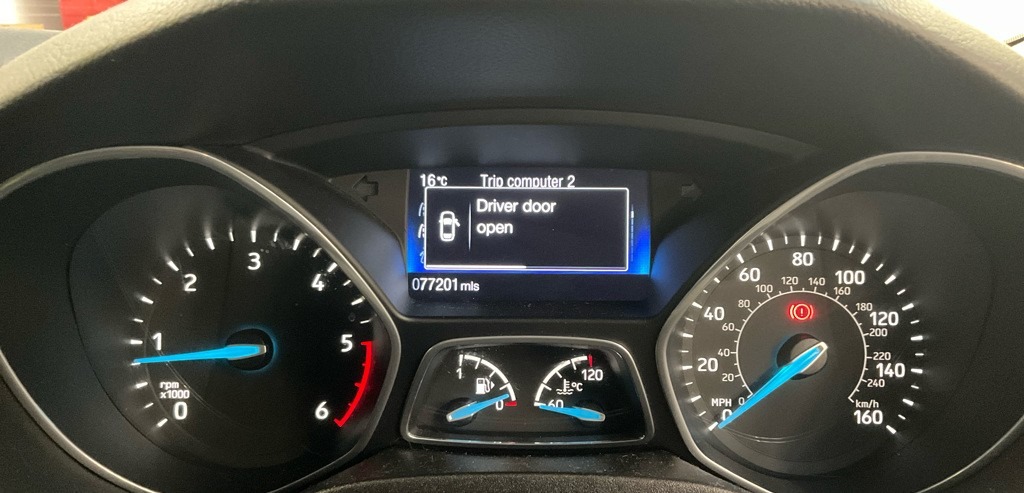 16°C Trip computer 2
Driver door
open
077201 mls
0 1 2 3 4 5 6
rpm
x1000
1 0
60 °C 120
0 20 40 60 80 100 120 140 160
MPH
0 20 40 60 80 100 120 140 160 180 200 220 240
km/h